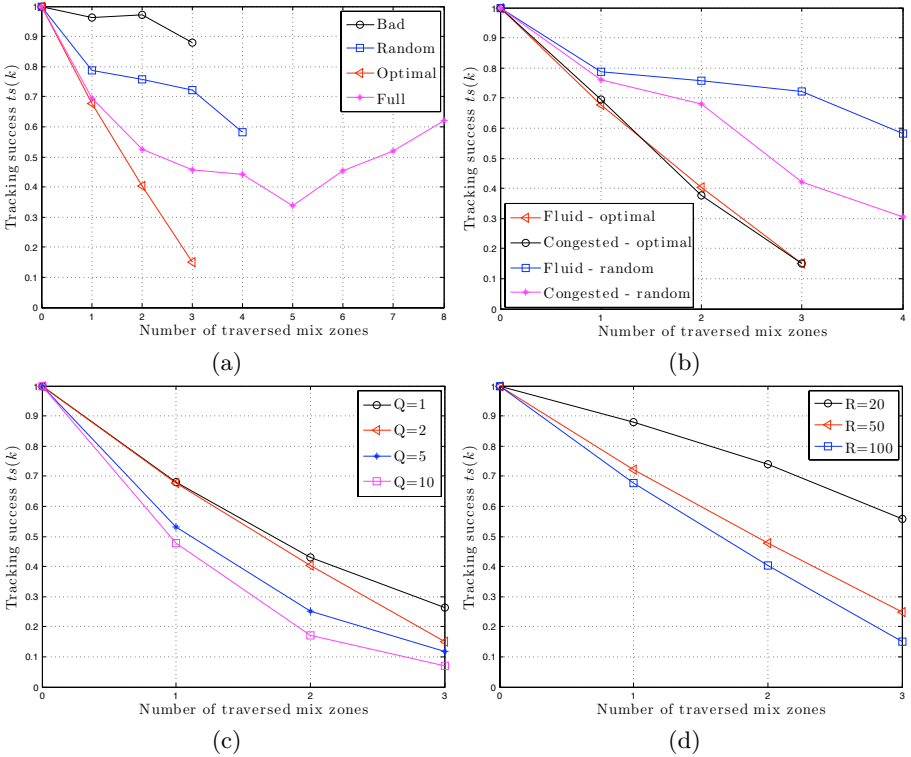 Tracking success ts(k)
1
0.9
0.8
0.7
0.6
0.5
0.4
0.3
0.2
0.1
0
0 1 2 3 4 5 6 7 8
Number of traversed mix zones
Bad
Random
Optimal
Full
(a)
Tracking success ts(k)
1
0.9
0.8
0.7
0.6
0.5
0.4
0.3
0.2
0.1
0
0 1 2 3 4
Number of traversed mix zones
Fluid - optimal
Congested - optimal
Fluid - random
Congested - random
(b)
Tracking success ts(k)
1
0.9
0.8
0.7
0.6
0.5
0.4
0.3
0.2
0.1
0
0 1 2 3
Number of traversed mix zones
Q=1
Q=2
Q=5
Q=10
(c)
Tracking success ts(k)
1
0.9
0.8
0.7
0.6
0.5
0.4
0.3
0.2
0.1
0
0 1 2 3
Number of traversed mix zones
R=20
R=50
R=100
(d)